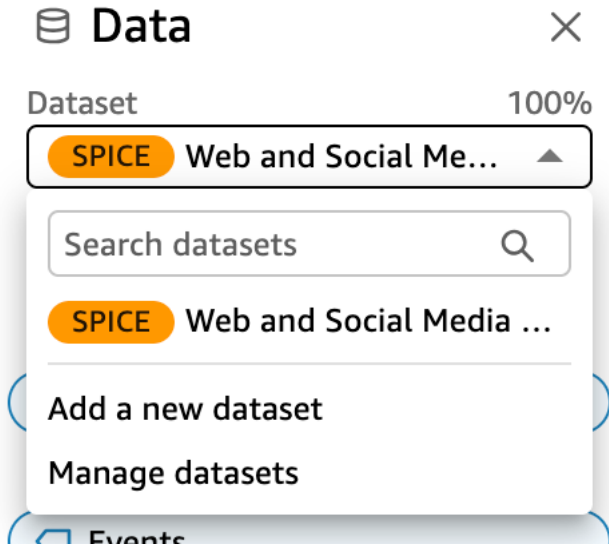 Data
Dataset 100%
SPICE Web and Social Me...
Search datasets
SPICE Web and Social Media ...
Add a new dataset
Manage datasets
Events